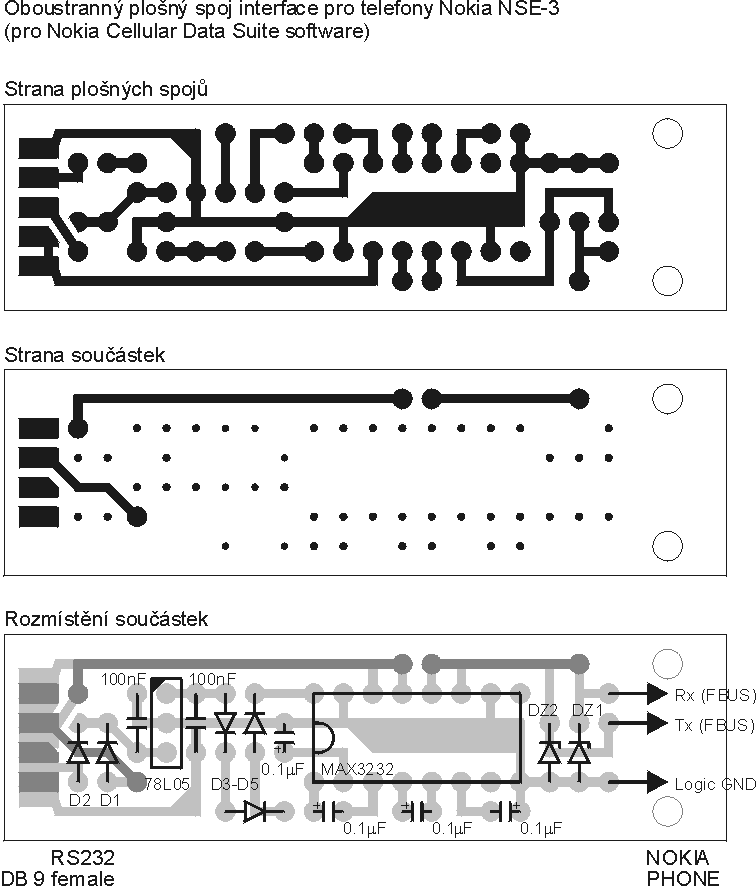 Oboustranný plošný spoj interface pro telefony Nokia NSE-3
(pro Nokia Cellular Data Suite software)
Strana plošných spojů
Strana součástek
Rozmístění součástek
100nF
100nF
Rx (FBUS)
DZ2
DZ1
Tx (FBUS)
0.1µF
MAX3232
78L05
D3-D5
Logic GND
D2
D1
0.1µF
0.1µF
0.1µF
RS232
DB 9 female
NOKIA
PHONE